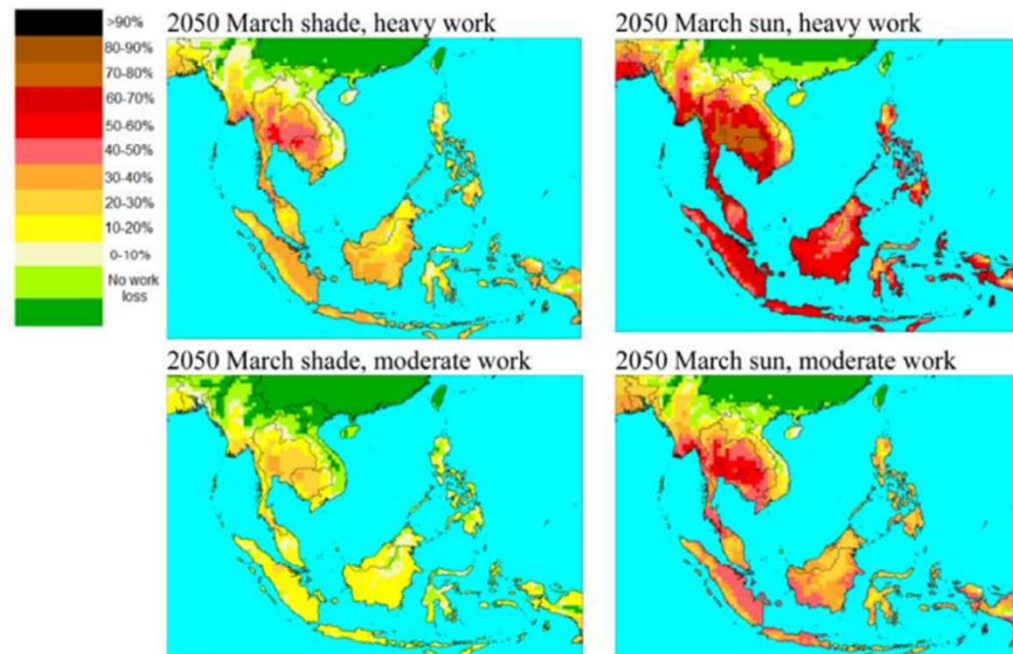 >90%
80-90%
70-80%
60-70%
50-60%
40-50%
30-40%
20-30%
10-20%
0-10%
No work
loss
2050 March shade, heavy work
2050 March sun, heavy work
2050 March shade, moderate work
2050 March sun, moderate work